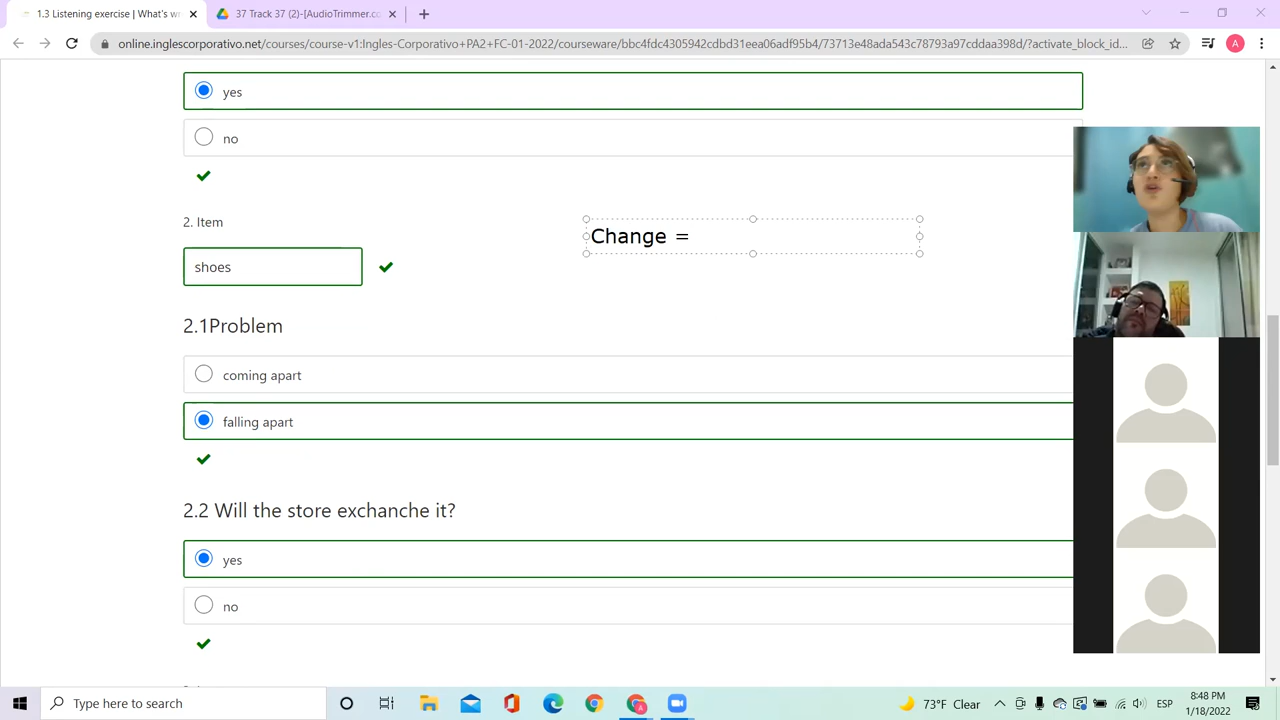 1.3 Listening exercise | What's wr
37 Track 37 (2)-[AudioTrimmer.co
online.inglescorporativo.net/courses/course-v1:Ingles-Corporativo+PA2+FC-01-2022/courseware/bbc4fdc4305942cdbd31eea06adf95b4/73713e48ada543c78793a97cddaa398d/?activate_block_id...
A
yes
no
2. Item
Change =
shoes
2.1Problem
coming apart
falling apart
2.2 Will the store exchanche it?
yes
no
Type here to search
A
73°F Clear
ESP
8:48 PM
1/18/2022